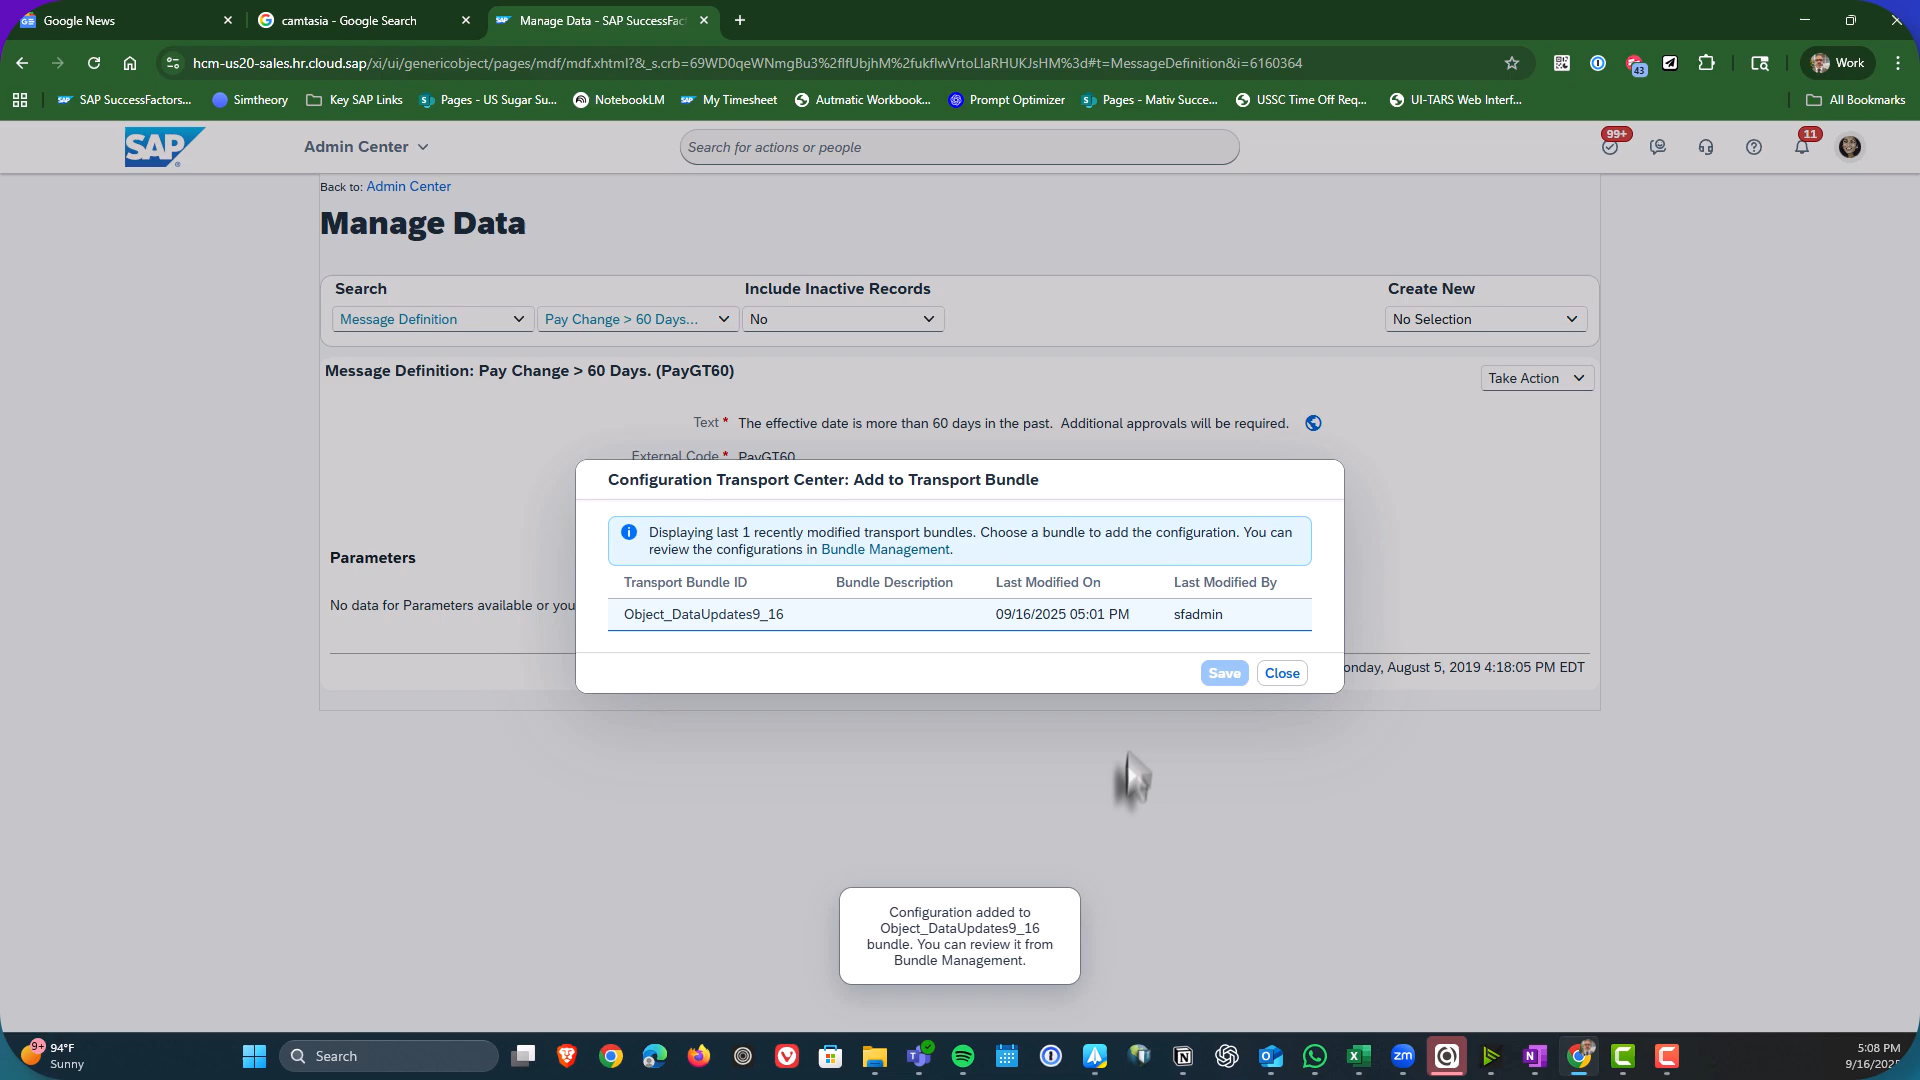 Google News
camtasia - Google Search
Manage Data - SAP SuccessFac
hcm-us20-sales.hr.cloud.sap/xi/ui/genericobject/pages/mdf/mdf.xhtml?&_s.crb=69WD0qeWNmgBu3%2flfUbjhM%2fukflwVrtoLlaRHUKJsHM%3d#t=MessageDefinition&i=6160364
43
Work
SAP SuccessFactors...
Simtheory
Key SAP Links
Pages - US Sugar Su...
NotebookLM
My Timesheet
Autmatic Workbook...
Prompt Optimizer
Pages - Mativ Succe...
USSC Time Off Req...
UI-TARS Web Interf...
All Bookmarks
SAP
Admin Center
Search for actions or people
99+
11
Back to: Admin Center
Manage Data
Search
Include Inactive Records
Create New
Message Definition
Pay Change > 60 Days...
No
No Selection
Message Definition: Pay Change > 60 Days. (PayGT60)
Take Action
Text * The effective date is more than 60 days in the past. Additional approvals will be required.
External Code * PayGT60
Configuration Transport Center: Add to Transport Bundle
Displaying last 1 recently modified transport bundles. Choose a bundle to add the configuration. You can
review the configurations in Bundle Management.
Transport Bundle ID
Bundle Description
Last Modified On
Last Modified By
Object_DataUpdates9_16
09/16/2025 05:01 PM
sfadmin
Save
Close
Parameters
No data for Parameters available or you
onday, August 5, 2019 4:18:05 PM EDT
Configuration added to
Object_DataUpdates9_16
bundle. You can review it from
Bundle Management.
9+
94°F
Sunny
Search
zm
5:08 PM
9/16/2025